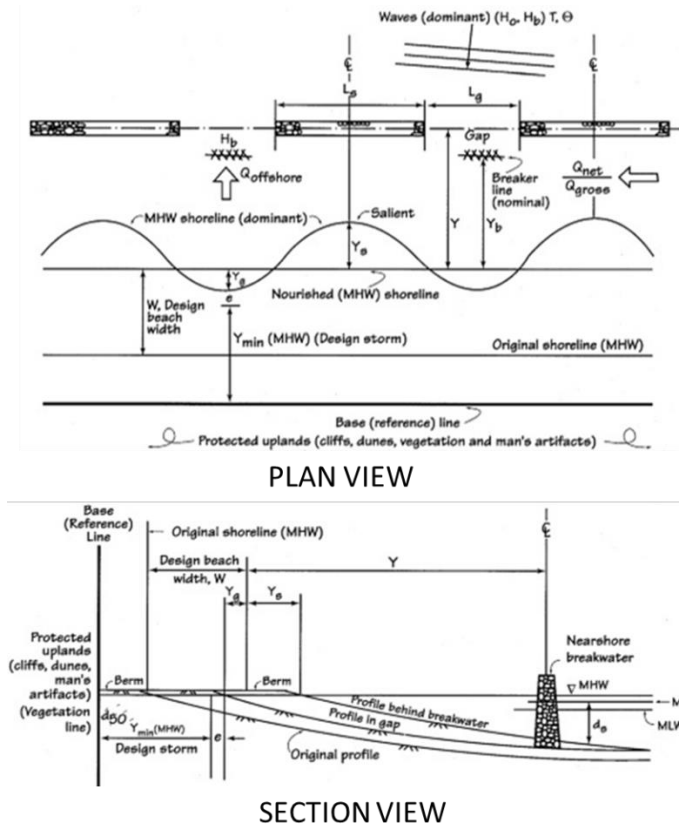 Waves (dominant) (Ho, Hb) T, Θ
℄
℄
Ls
Lg
Hb
Gap
Qoffshore
Breaker
line
(nominal)
Qnet
Qgross
MHW shoreline (dominant)
Salient
Y
Yb
Ys
Yg
e
Nourished (MHW) shoreline
W, Design
beach
width
Ymin (MHW) (Design storm)
Original shoreline (MHW)
Base (reference) line
Protected uplands (cliffs, dunes, vegetation and man's artifacts)
PLAN VIEW
Base
(Reference)
Line
Original shoreline (MHW)
℄
Design beach
width, W
Y
Yg
Ys
Protected
uplands
(cliffs, dunes,
man's
artifacts)
(Vegetation
line)
Berm
Berm
Nearshore
breakwater
MHW
M
MLW
ds
Profile behind breakwater
Profile in gap
Original profile
d50
Ymin(MHW)
Design storm
e
SECTION VIEW